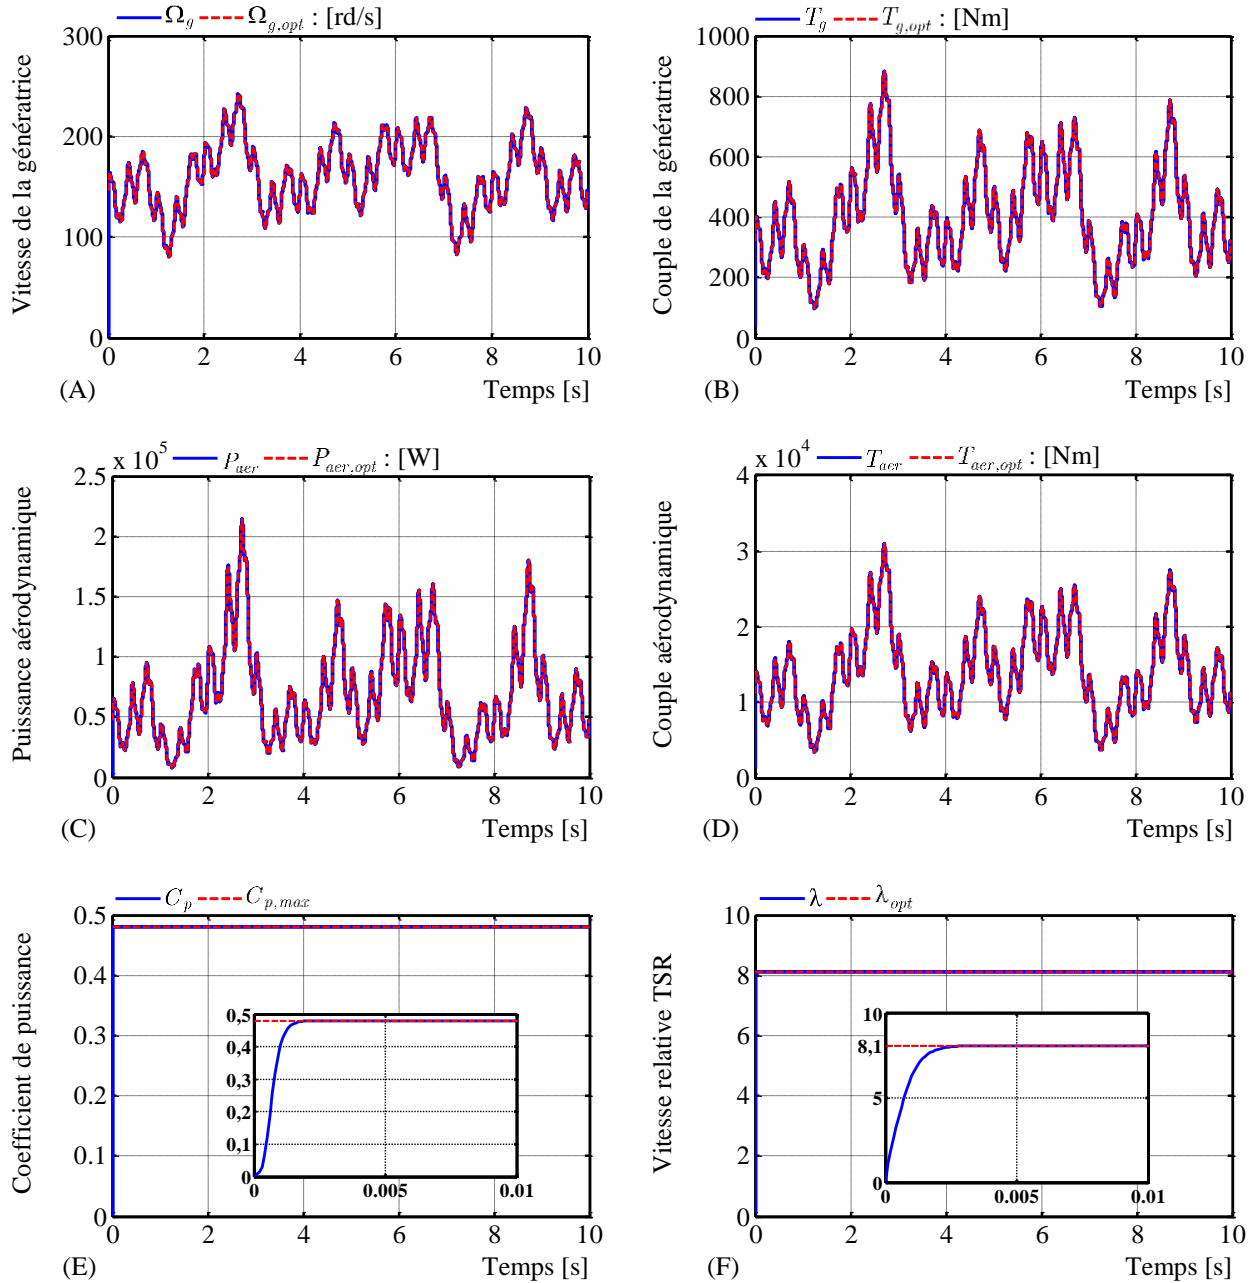 Ω_g Ω_g,opt : [rd/s]
Vitesse de la génératrice
300
200
100
0
0 2 4 6 8 10
Temps [s]
(A)
T_g T_g,opt : [Nm]
Couple de la génératrice
1000
800
600
400
200
0
0 2 4 6 8 10
Temps [s]
(B)
x 10^5 P_aer P_aer,opt : [W]
Puissance aérodynamique
2.5
2
1.5
1
0.5
0
0 2 4 6 8 10
Temps [s]
(C)
x 10^4 T_aer T_aer,opt : [Nm]
Couple aérodynamique
4
3
2
1
0
0 2 4 6 8 10
Temps [s]
(D)
C_p C_p,max
Coefficient de puissance
0.5
0.4
0.3
0.2
0.1
0
0,5
0,4
0,3
0,2
0,1
0
0 0.005 0.01
0 2 4 6 8 10
Temps [s]
(E)
λ λ_opt
Vitesse relative TSR
10
8
6
4
2
0
10
8,1
5
0
0 0.005 0.01
0 2 4 6 8 10
Temps [s]
(F)